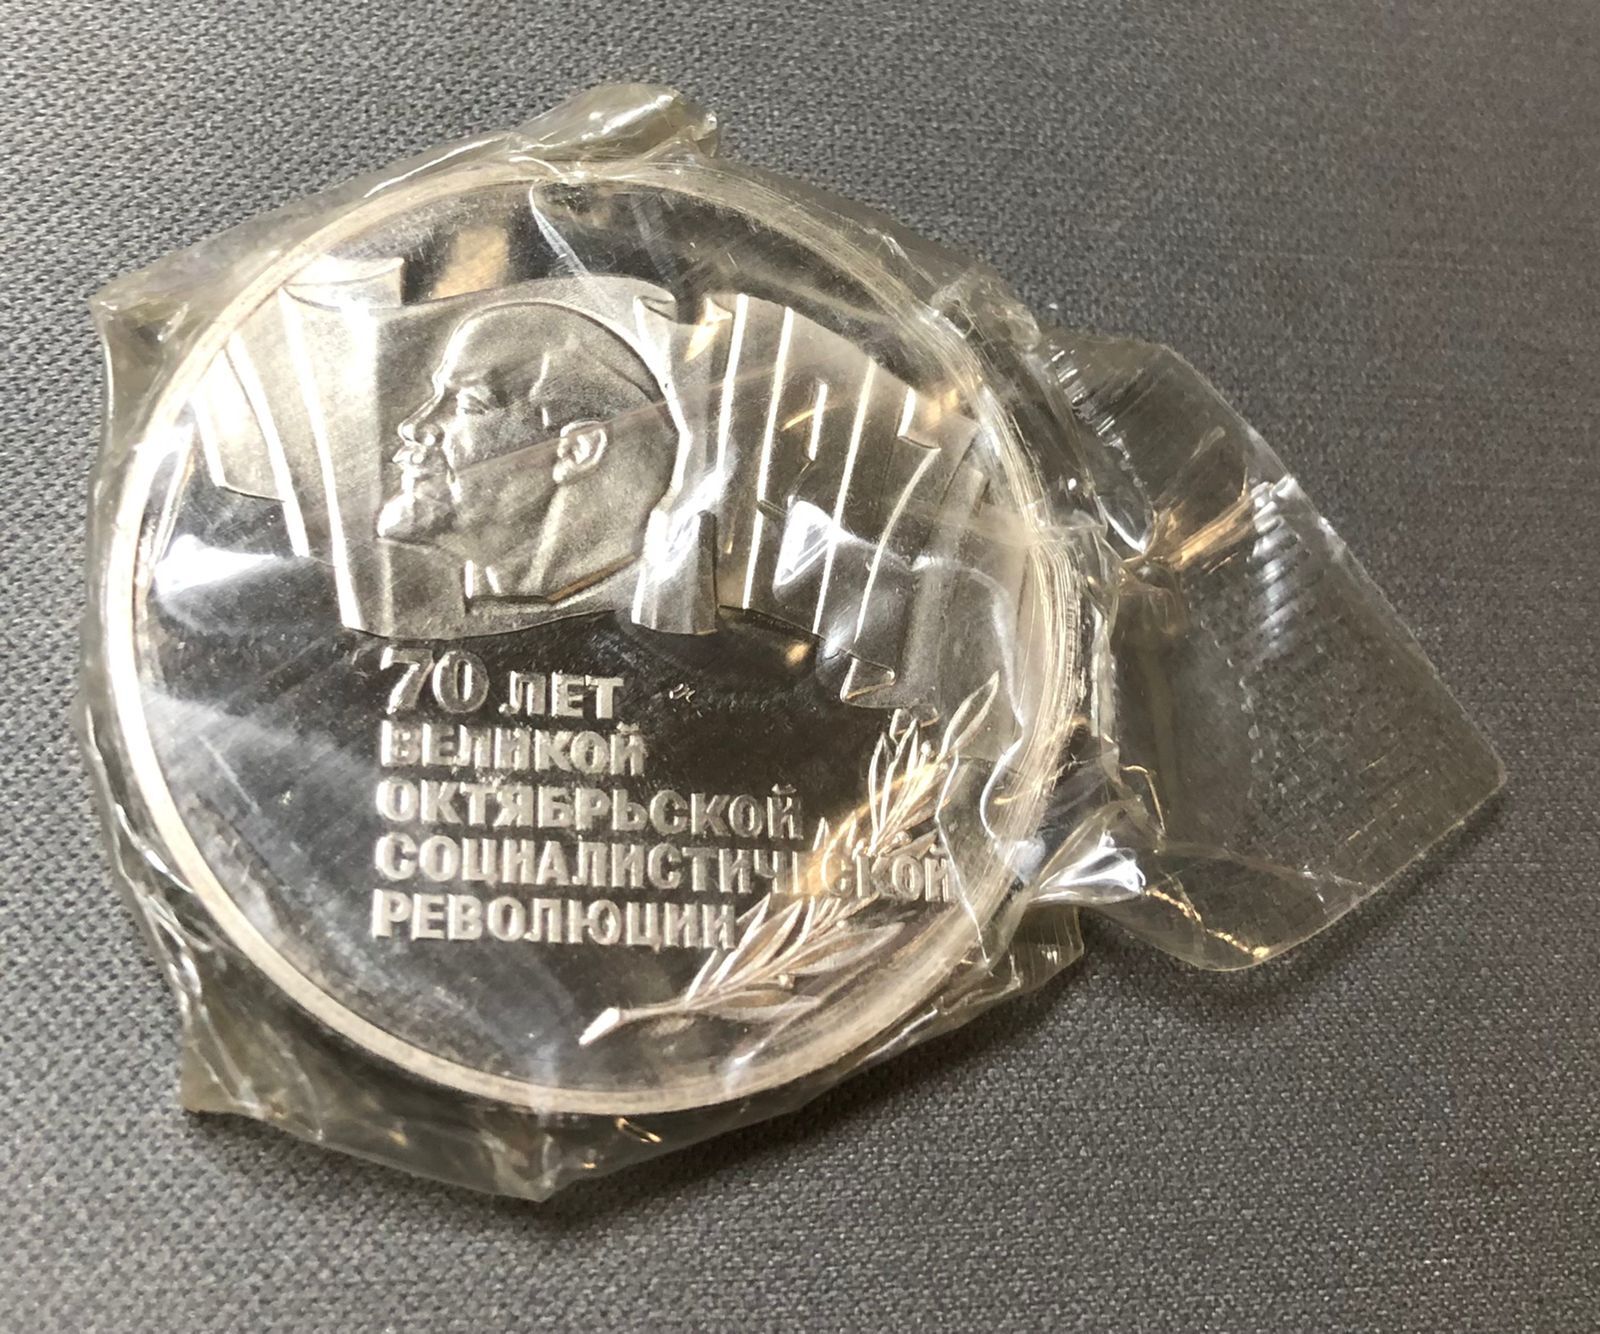 70 ЛЕТ
ВЕЛИКОЙ
ОКТЯБРЬСКОЙ
СОЦИАЛИСТИЧЕСКОЙ
РЕВОЛЮЦИИ